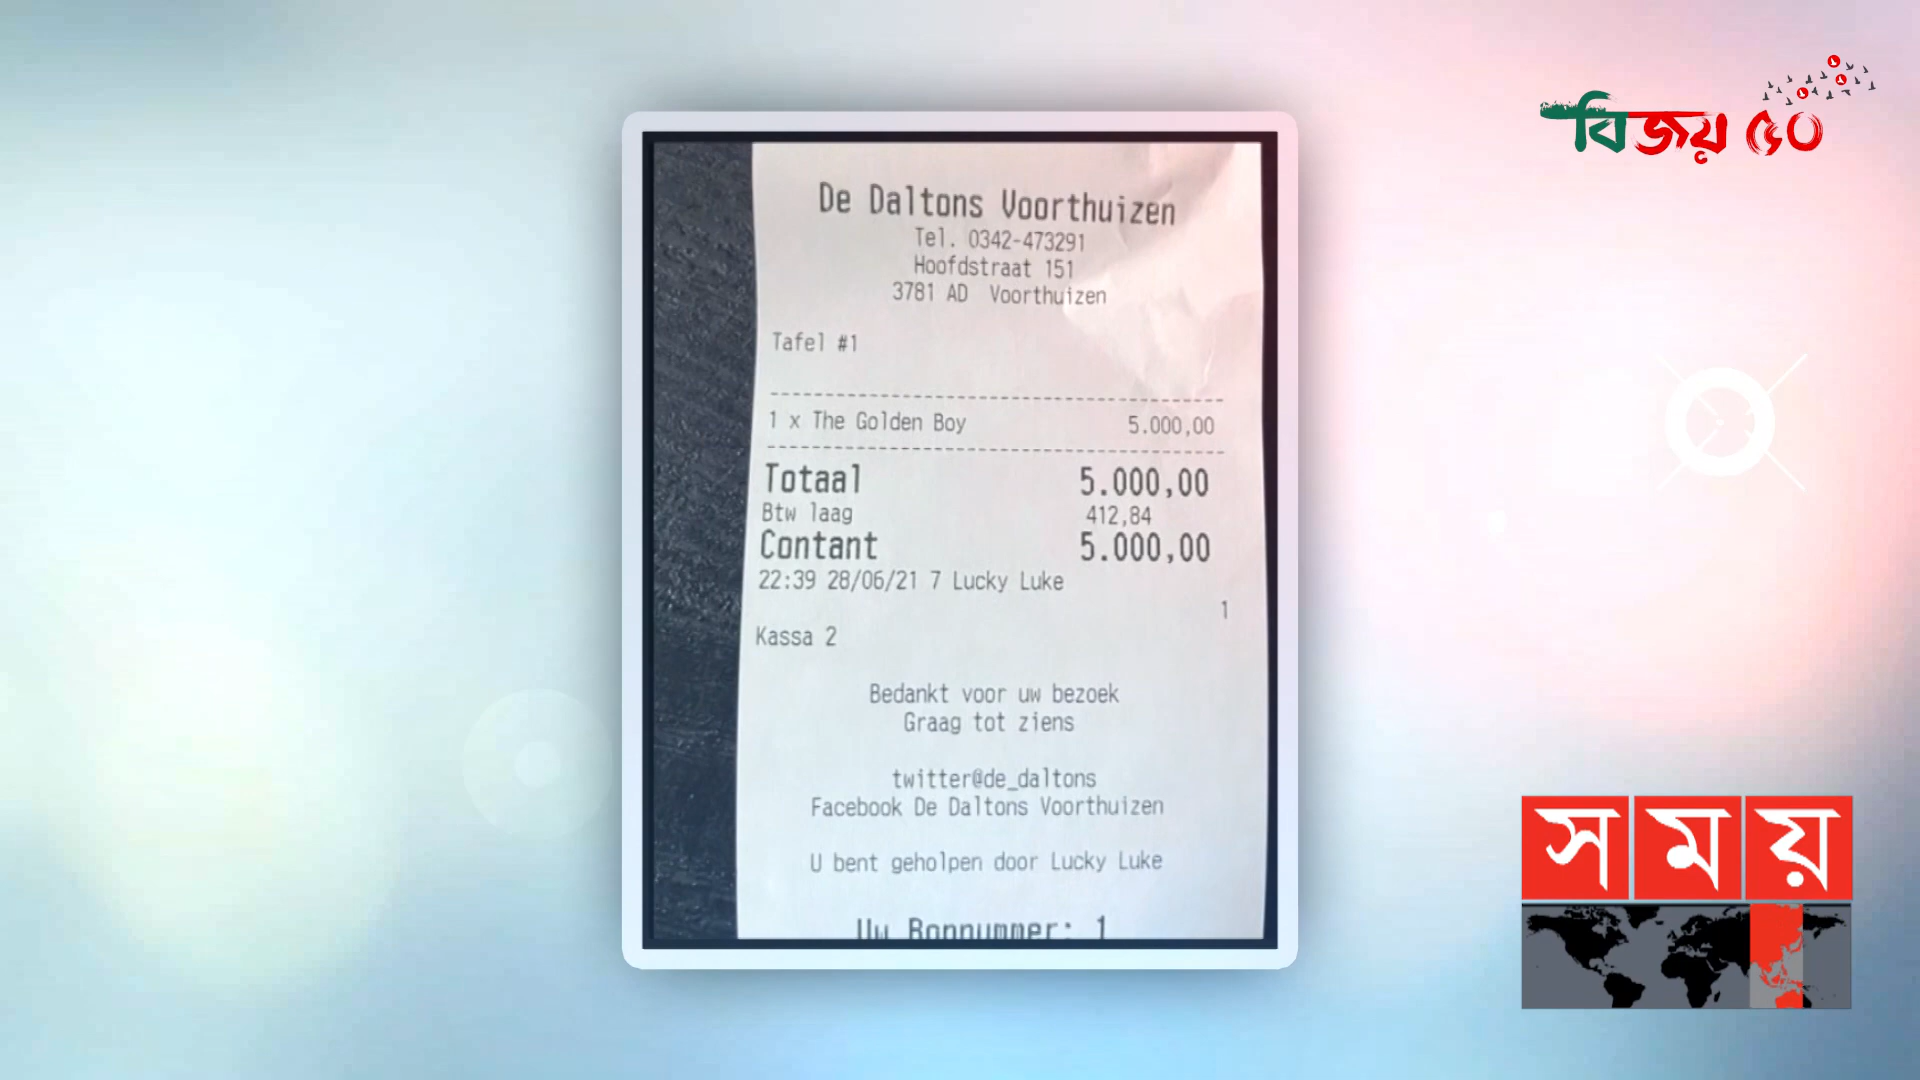 বিজয় ৫০
De Daltons Voorthuizen
Tel. 0342-473291
Hoofdstraat 151
3781 AD Voorthuizen
Tafel #1
1 x The Golden Boy 5.000,00
Totaal 5.000,00
Btw laag 412,84
Contant 5.000,00
22:39 28/06/21 7 Lucky Luke
1
Kassa 2
Bedankt voor uw bezoek
Graag tot ziens
twitter@de_daltons
Facebook De Daltons Voorthuizen
U bent geholpen door Lucky Luke
Uw Bonnummer: 1
সময়